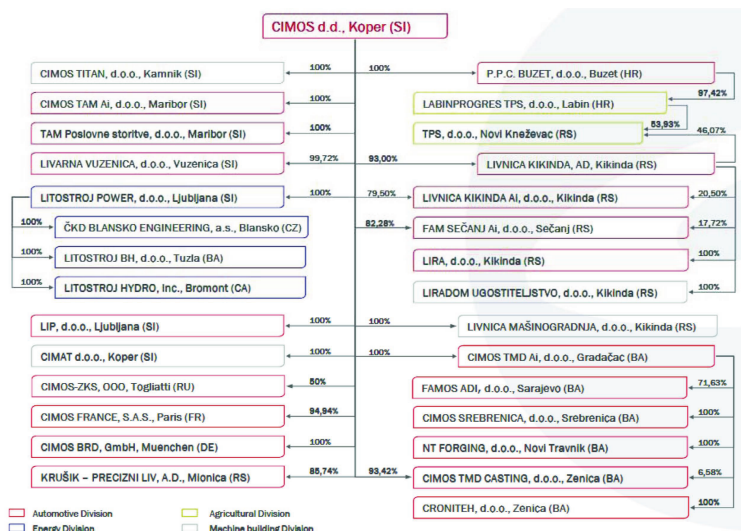 CIMOS d.d., Koper (SI)
CIMOS TITAN, d.o.o., Kamnik (SI)
100%
100%
P.P.C. BUZET, d.o.o., Buzet (HR)
97,42%
CIMOS TAM Ai, d.o.o., Maribor (SI)
100%
LABINPROGRES TPS, d.o.o., Labin (HR)
53,93%
46,07%
TAM Poslovne storitve, d.o.o., Maribor (SI)
100%
TPS, d.o.o., Novi Kneževac (RS)
LIVARNA VUZENICA, d.o.o., Vuzenica (SI)
99,72%
93,00%
LIVNICA KIKINDA, AD, Kikinda (RS)
LITOSTROJ POWER, d.o.o., Ljubljana (SI)
100%
79,50%
LIVNICA KIKINDA Ai, d.o.o., Kikinda (RS)
20,50%
100%
ČKD BLANSKO ENGINEERING, a.s., Blansko (CZ)
82,28%
FAM SEČANJ Ai, d.o.o., Sečanj (RS)
17,72%
100%
LITOSTROJ BH, d.o.o., Tuzla (BA)
LIRA, d.o.o., Kikinda (RS)
100%
100%
LITOSTROJ HYDRO, Inc., Bromont (CA)
LIRADOM UGOSTITELJSTVO, d.o.o., Kikinda (RS)
100%
LIP, d.o.o., Ljubljana (SI)
100%
100%
LIVNICA MAŠINOGRADNJA, d.o.o., Kikinda (RS)
CIMAT d.o.o., Koper (SI)
100%
100%
CIMOS TMD Ai, d.o.o., Gradačac (BA)
CIMOS-ZKS, OOO, Togliatti (RU)
50%
FAMOS ADI, d.o.o., Sarajevo (BA)
71,63%
CIMOS FRANCE, S.A.S., Paris (FR)
94,94%
CIMOS SREBRENICA, d.o.o., Srebrenica (BA)
100%
CIMOS BRD, GmbH, Muenchen (DE)
100%
NT FORGING, d.o.o., Novi Travnik (BA)
100%
KRUŠIK – PRECIZNI LIV, A.D., Mionica (RS)
85,74%
93,42%
CIMOS TMD CASTING, d.o.o., Zenica (BA)
6,58%
CRONITEH, d.o.o., Zenica (BA)
100%
Automotive Division
Agricultural Division
Energy Division
Machine building Division